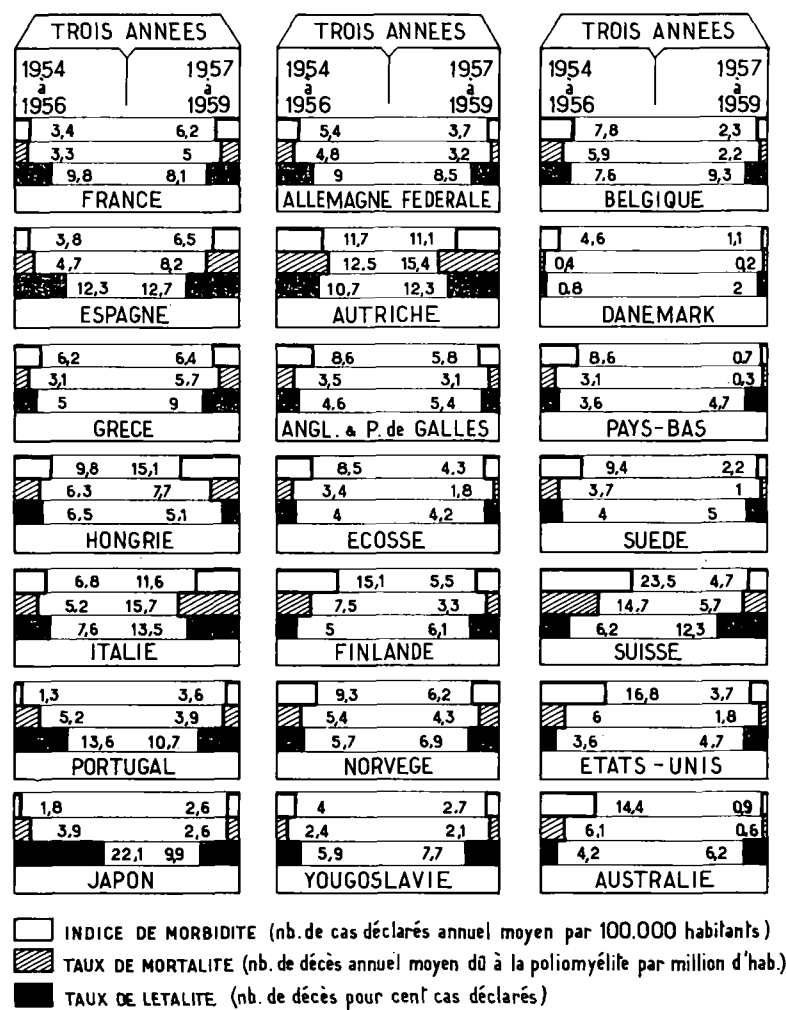 TROIS ANNEES
1954 à 1956
1957 à 1959
3,4 6,2
3,3 5
9,8 8,1
FRANCE
3,8 6,5
4,7 8,2
12,3 12,7
ESPAGNE
6,2 6,4
3,1 5,7
5 9
GRECE
9,8 15,1
6,3 7,7
6,5 5,1
HONGRIE
6,8 11,6
5,2 15,7
7,6 13,5
ITALIE
1,3 3,6
5,2 3,9
13,6 10,7
PORTUGAL
1,8 2,6
3,9 2,6
22,1 9,9
JAPON
TROIS ANNEES
1954 à 1956
1957 à 1959
5,4 3,7
4,8 3,2
9 8,5
ALLEMAGNE FEDERALE
11,7 11,1
12,5 15,4
10,7 12,3
AUTRICHE
8,6 5,8
3,5 3,1
4,6 5,4
ANGL. & P. de GALLES
8,5 4,3
3,4 1,8
4 4,2
ECOSSE
15,1 5,5
7,5 3,3
5 6,1
FINLANDE
9,3 6,2
5,4 4,3
5,7 6,9
NORVEGE
4 2,7
2,4 2,1
5,9 7,7
YOUGOSLAVIE
TROIS ANNEES
1954 à 1956
1957 à 1959
7,8 2,3
5,9 2,2
7,6 9,3
BELGIQUE
4,6 1,1
0,4 0,2
0,8 2
DANEMARK
8,6 0,7
3,1 0,3
3,6 4,7
PAYS-BAS
9,4 2,2
3,7 1
4 5
SUEDE
23,5 4,7
14,7 5,7
6,2 12,3
SUISSE
16,8 3,7
6 1,8
3,6 4,7
ETATS-UNIS
14,4 0,9
6,1 0,6
4,2 6,2
AUSTRALIE
INDICE DE MORBIDITE (nb. de cas déclarés annuel moyen par 100.000 habitants)
TAUX DE MORTALITE (nb. de décès annuel moyen dû à la poliomyélite par million d'hab.)
TAUX DE LETALITE (nb. de décès pour cent cas déclarés)